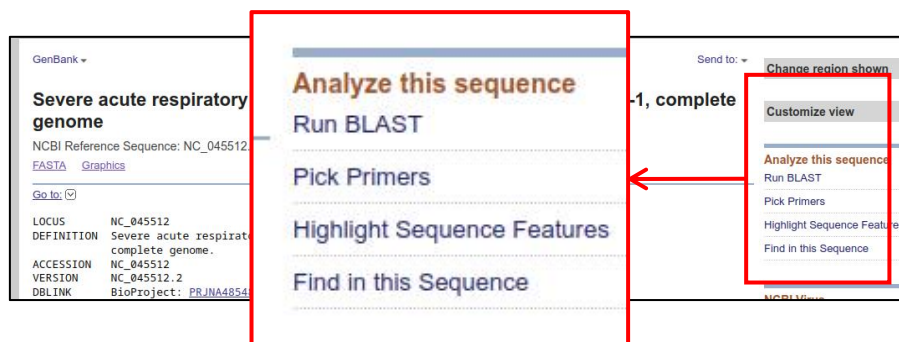 GenBank
Send to:
Severe acute respiratory
-1, complete
genome
NCBI Reference Sequence: NC_045512.
FASTA Graphics
Go to:
LOCUS NC_045512
DEFINITION Severe acute respirat
complete genome.
ACCESSION NC_045512
VERSION NC_045512.2
DBLINK BioProject: PRJNA4854
Analyze this sequence
Run BLAST
Pick Primers
Highlight Sequence Features
Find in this Sequence
Change region shown
Customize view
Analyze this sequence
Run BLAST
Pick Primers
Highlight Sequence Feature
Find in this Sequence
NCBI Virus